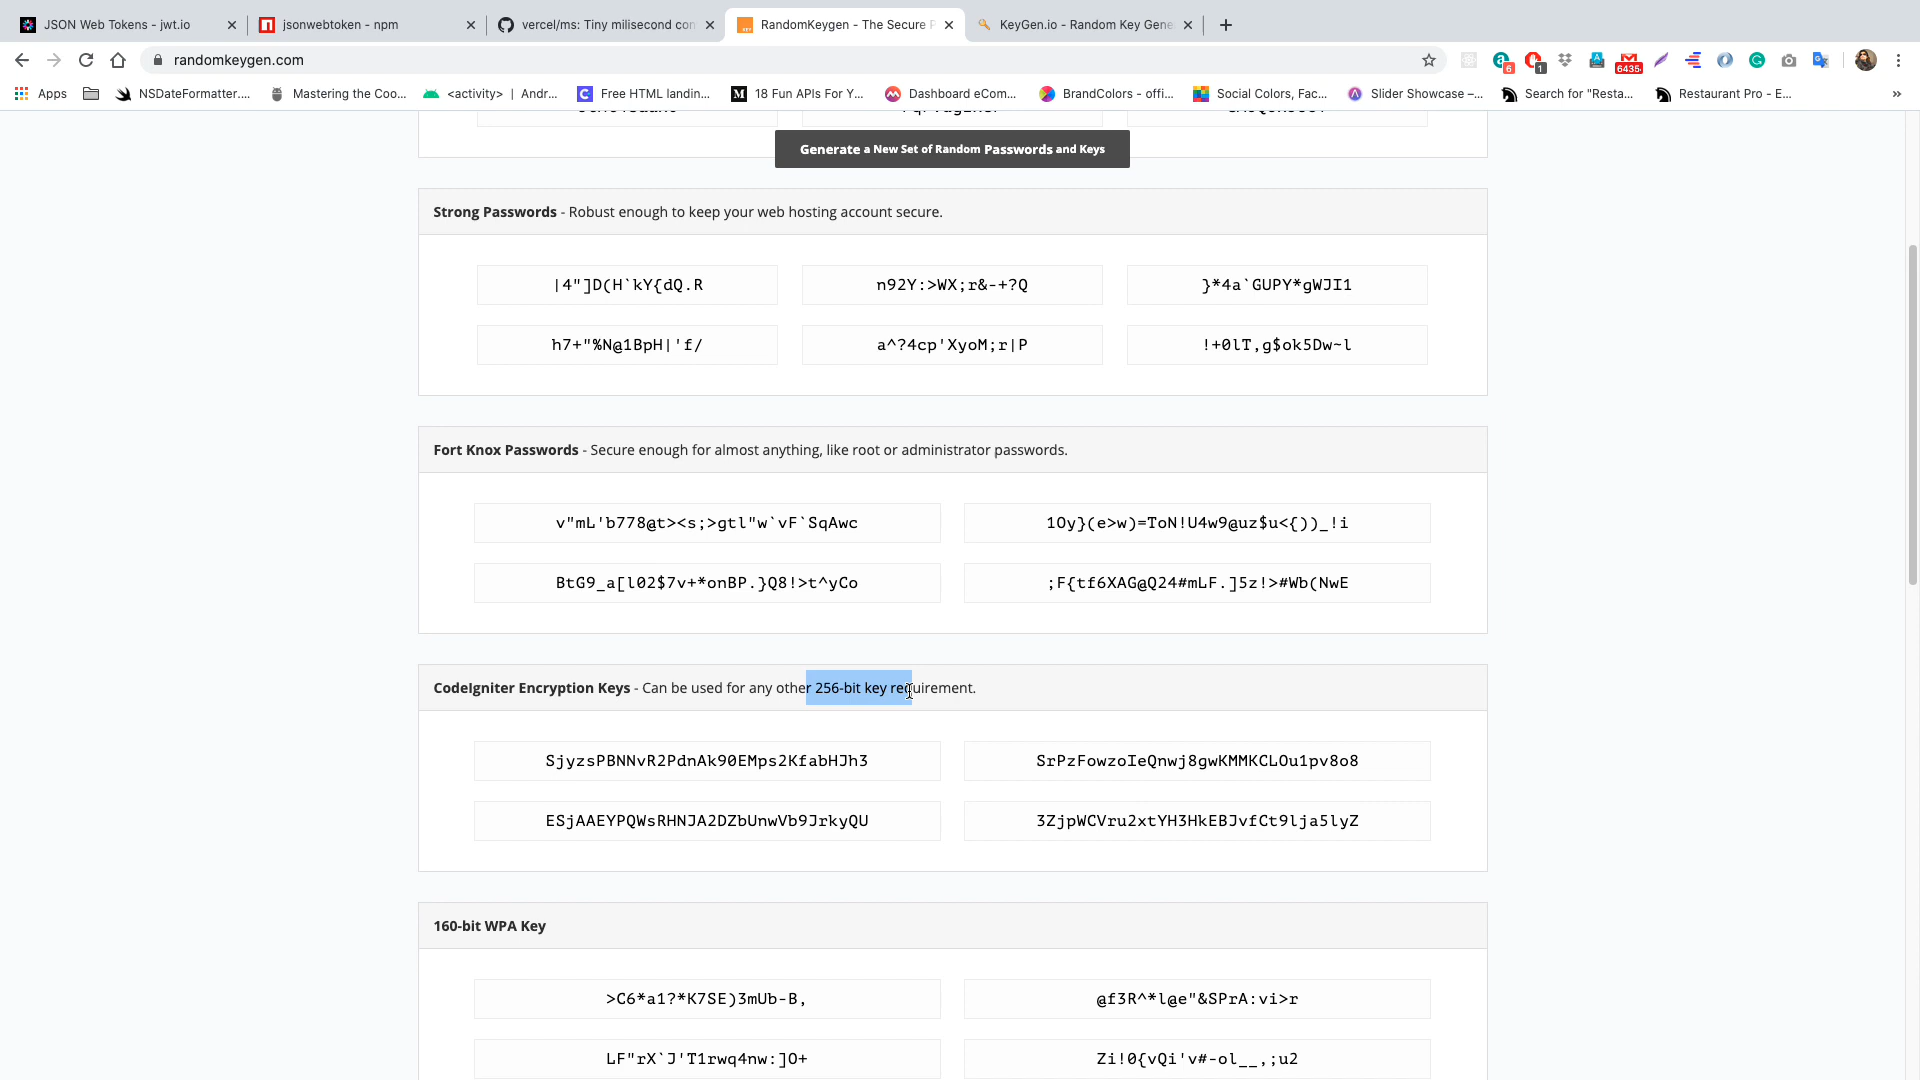 JSON Web Tokens - jwt.io
jsonwebtoken - npm
vercel/ms: Tiny milisecond con
RandomKeygen - The Secure P
KeyGen.io - Random Key Gene
randomkeygen.com
6
1
6435
Apps
NSDateFormatter....
Mastering the Coo...
<activity> | Andr...
Free HTML landin...
18 Fun APIs For Y...
Dashboard eCom...
BrandColors - offi...
Social Colors, Fac...
Slider Showcase –...
Search for "Resta...
Restaurant Pro - E...
»
Generate a New Set of Random Passwords and Keys
Strong Passwords - Robust enough to keep your web hosting account secure.
|4"]D(H`kY{dQ.R
n92Y:>WX;r&-+?Q
}*4a`GUPY*gWJI1
h7+"%N@1BpH|'f/
a^?4cp'XyoM;r|P
!+0lT,g$ok5Dw~l
Fort Knox Passwords - Secure enough for almost anything, like root or administrator passwords.
v"mL'b778@t><s;>gtl"w`vF`SqAwc
1Oy}(e>w)=ToN!U4w9@uz$u<{))_!i
BtG9_a[l02$7v+*onBP.}Q8!>t^yCo
;F{tf6XAG@Q24#mLF.]5z!>#Wb(NwE
CodeIgniter Encryption Keys - Can be used for any other 256-bit key requirement.
SjyzsPBNNvR2PdnAk90EMps2KfabHJh3
SrPzFowzoIeQnwj8gwKMMKCLOu1pv8o8
ESjAAEYPQWsRHNJA2DZbUnwVb9JrkyQU
3ZjpWCVru2xtYH3HkEBJvfCt9lja5lyZ
160-bit WPA Key
>C6*a1?*K7SE)3mUb-B,
@f3R^*l@e"&SPrA:vi>r
LF"rX`J'T1rwq4nw:]O+
Zi!0{vQi'v#-ol__,;u2